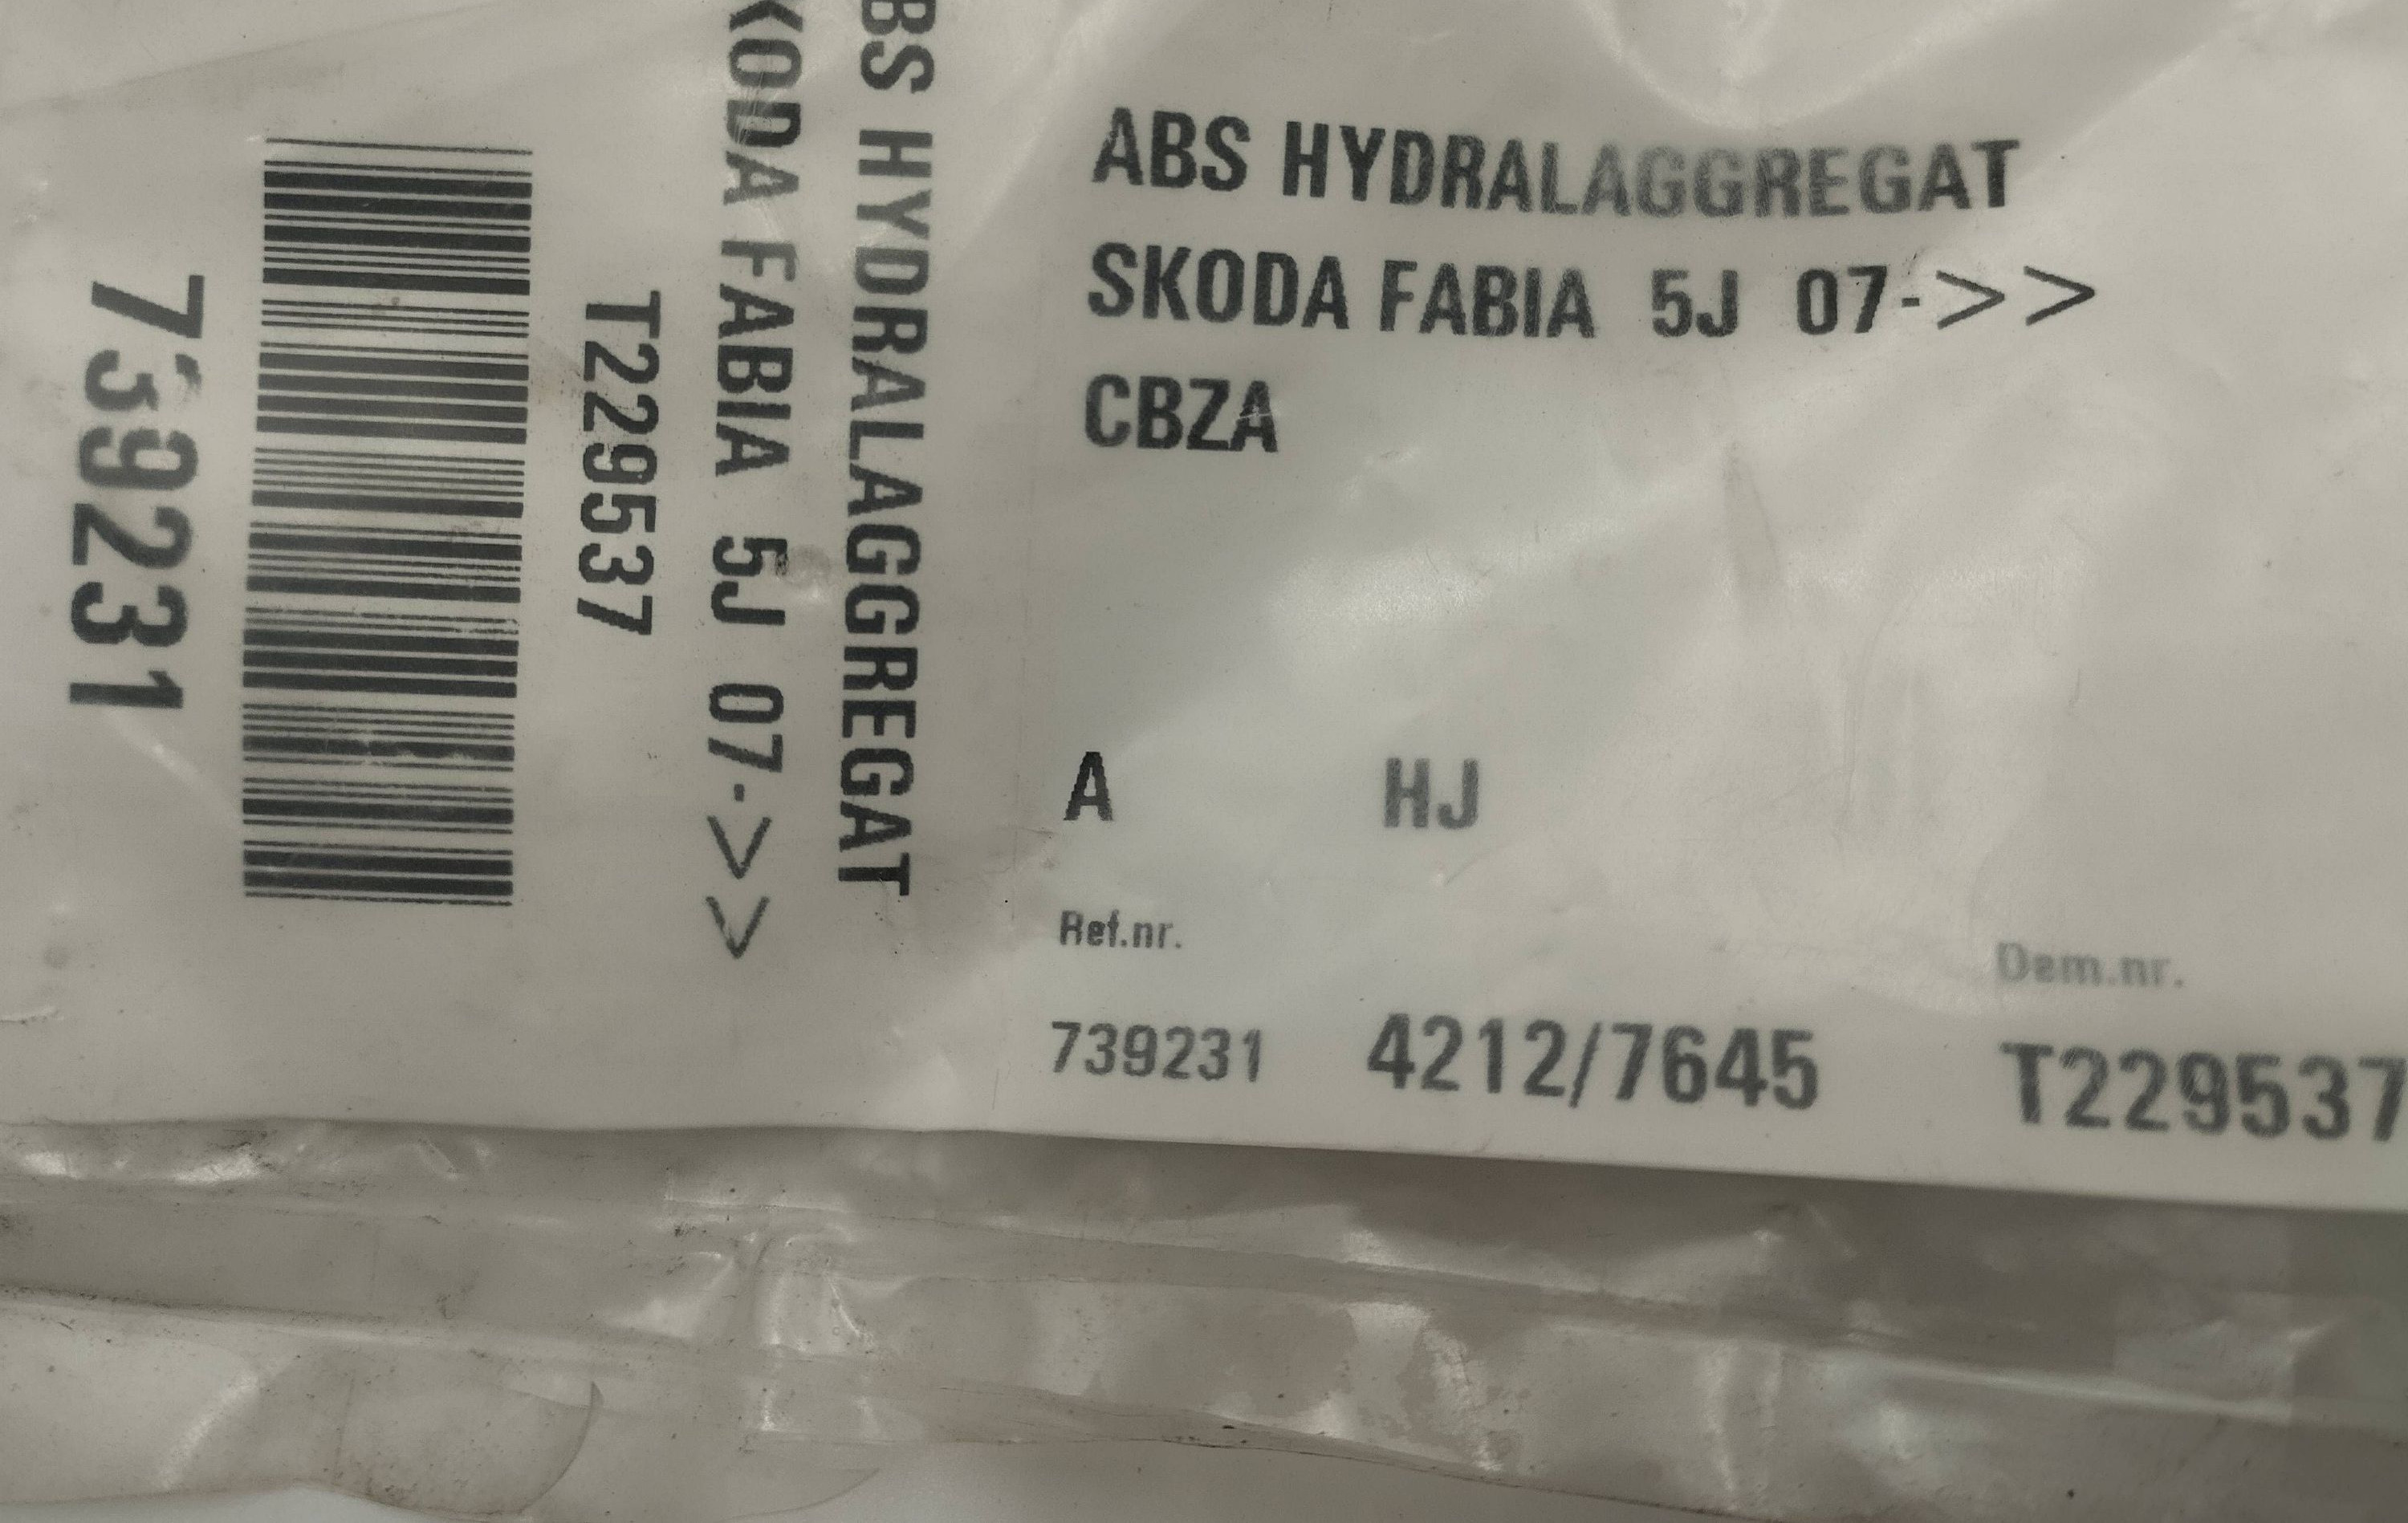 ABS HYDRALAGGREGAT
SKODA FABIA 5J 07->>
CBZA
A HJ
Ref.nr. Dem.nr.
739231 4212/7645 T229537
BS HYDRALAGGREGAT
KODA FABIA 5J 07->>
T229537
739231